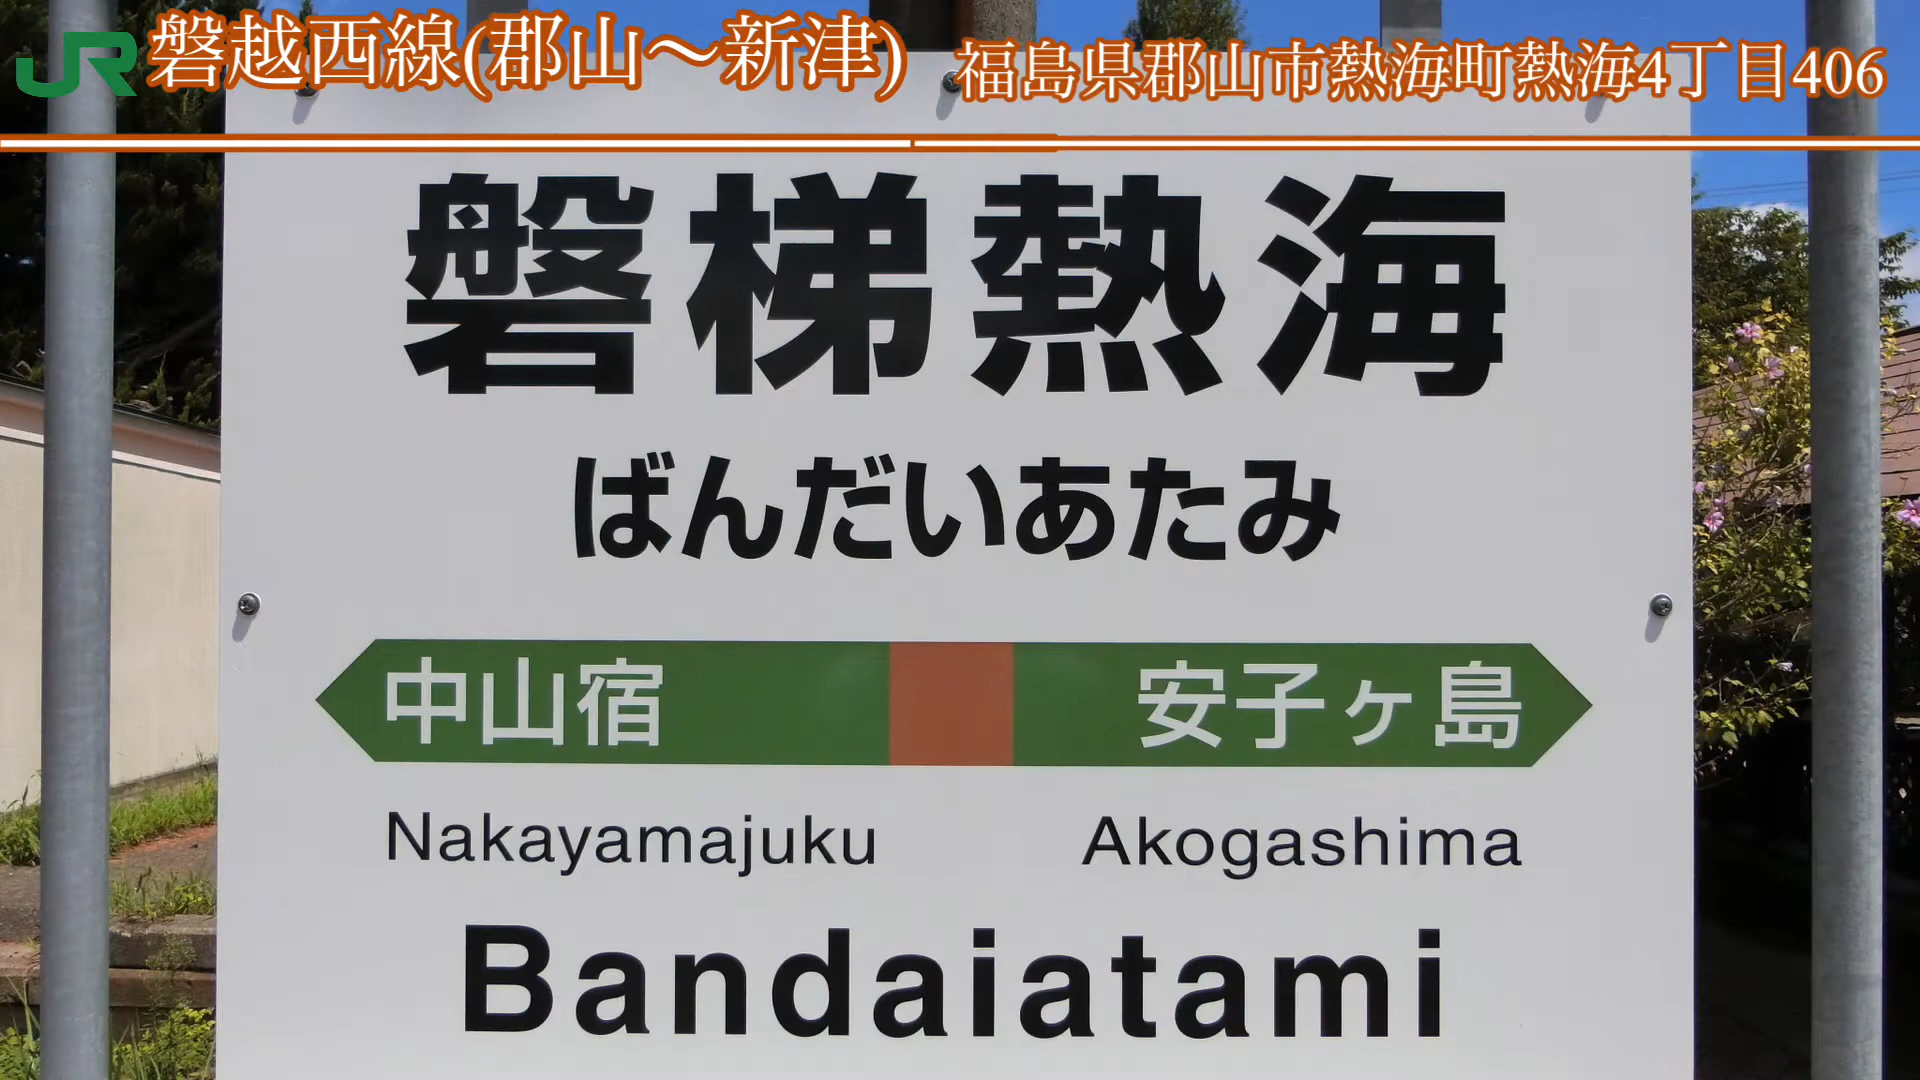 JR 磐越西線(郡山～新津) 福島県郡山市熱海町熱海4丁目406
磐梯熱海
ばんだいあたみ
中山宿 安子ヶ島
Nakayamajuku Akogashima
Bandaiatami